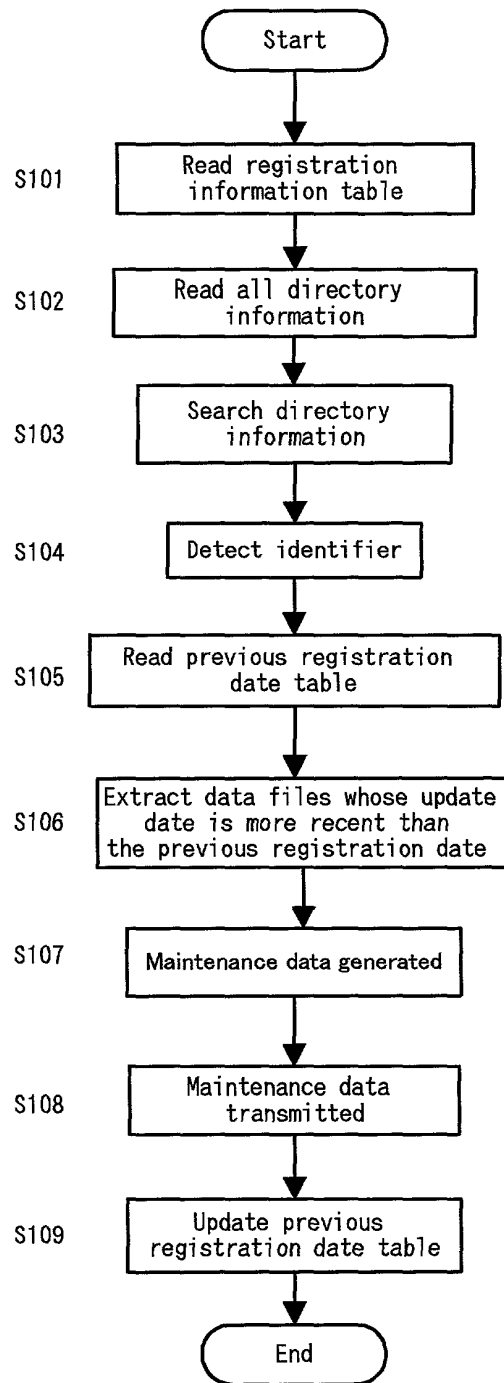 Start
S101
Read registration
information table
S102
Read all directory
information
S103
Search directory
information
S104
Detect identifier
S105
Read previous registration
date table
S106
Extract data files whose update
date is more recent than
the previous registration date
S107
Maintenance data generated
S108
Maintenance data
transmitted
S109
Update previous
registration date table
End